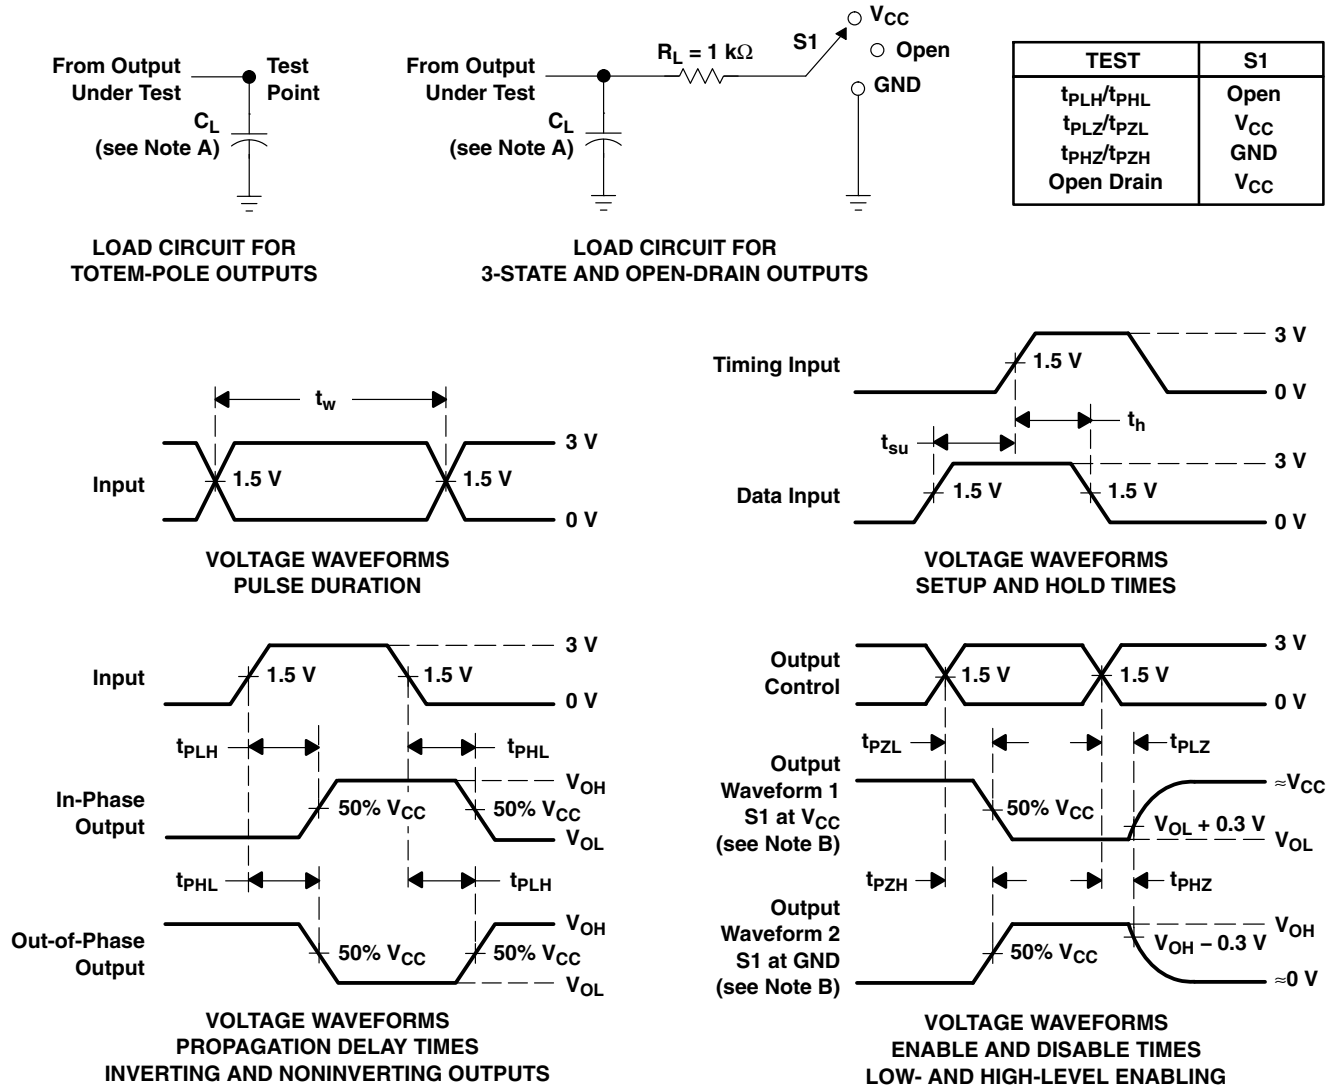 From Output
Under Test
Test
Point
C_L
(see Note A)
LOAD CIRCUIT FOR
TOTEM-POLE OUTPUTS
From Output
Under Test
R_L = 1 kΩ
S1
V_CC
Open
GND
C_L
(see Note A)
LOAD CIRCUIT FOR
3-STATE AND OPEN-DRAIN OUTPUTS
TEST S1
t_PLH/t_PHL Open
t_PLZ/t_PZL V_CC
t_PHZ/t_PZH GND
Open Drain V_CC
t_w
3 V
Input
1.5 V 1.5 V
0 V
VOLTAGE WAVEFORMS
PULSE DURATION
3 V
Timing Input
1.5 V
0 V
t_h
t_su
3 V
Data Input
1.5 V 1.5 V
0 V
VOLTAGE WAVEFORMS
SETUP AND HOLD TIMES
3 V
Input
1.5 V 1.5 V
0 V
t_PLH t_PHL
V_OH
In-Phase
Output
50% V_CC 50% V_CC
V_OL
t_PHL t_PLH
V_OH
Out-of-Phase
Output
50% V_CC 50% V_CC
V_OL
VOLTAGE WAVEFORMS
PROPAGATION DELAY TIMES
INVERTING AND NONINVERTING OUTPUTS
3 V
Output
Control
1.5 V 1.5 V
0 V
t_PZL t_PLZ
Output
Waveform 1
S1 at V_CC
(see Note B)
≈V_CC
50% V_CC
V_OL + 0.3 V
V_OL
t_PZH t_PHZ
Output
Waveform 2
S1 at GND
(see Note B)
V_OH
50% V_CC
V_OH − 0.3 V
≈0 V
VOLTAGE WAVEFORMS
ENABLE AND DISABLE TIMES
LOW- AND HIGH-LEVEL ENABLING